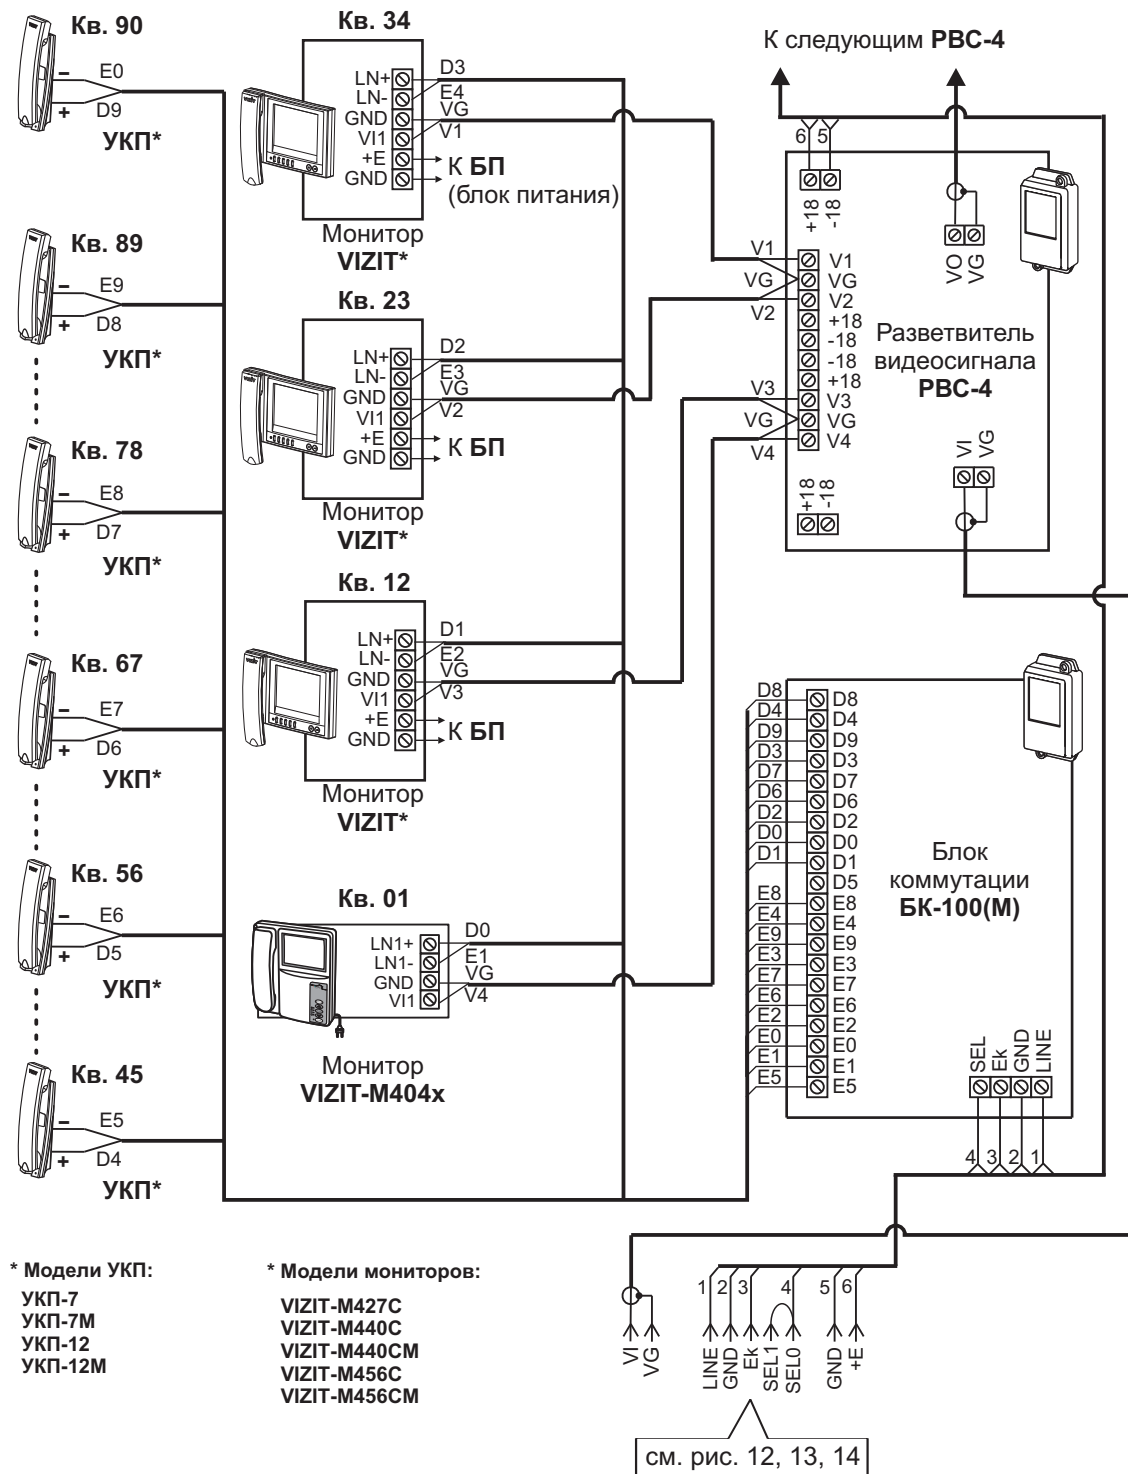 Кв. 90
−
E0
+
D9
УКП*
Кв. 89
−
E9
+
D8
УКП*
Кв. 78
−
E8
+
D7
УКП*
Кв. 67
−
E7
+
D6
УКП*
Кв. 56
−
E6
+
D5
УКП*
Кв. 45
−
E5
+
D4
УКП*
Кв. 34
LN+
LN-
GND
VI1
+E
GND
D3
E4
VG
V1
К БП
(блок питания)
Монитор
VIZIT*
Кв. 23
LN+
LN-
GND
VI1
+E
GND
D2
E3
VG
V2
К БП
Монитор
VIZIT*
Кв. 12
LN+
LN-
GND
VI1
+E
GND
D1
E2
VG
V3
К БП
Монитор
VIZIT*
Кв. 01
LN1+
LN1-
GND
VI1
D0
E1
VG
V4
Монитор
VIZIT-M404x
К следующим РВС-4
6 5
+18
-18
VO
VG
V1
VG
V2
V3
VG
V4
V1
VG
V2
+18
-18
-18
+18
V3
VG
V4
Разветвитель
видеосигнала
РВС-4
VI
VG
+18
-18
D8 D8
D4 D4
D9 D9
D3 D3
D7 D7
D6 D6
D2 D2
D0 D0
D1 D1
D5
E8 E8
E4 E4
E9 E9
E3 E3
E7 E7
E6 E6
E2 E2
E0 E0
E1 E1
E5 E5
Блок
коммутации
БК-100(М)
SEL
Ek
GND
LINE
4 3 2 1
1 2 3 4 5 6
VI
VG
LINE
GND
Ek
SEL1
SEL0
GND
+E
см. рис. 12, 13, 14
* Модели УКП:
УКП-7
УКП-7М
УКП-12
УКП-12М
* Модели мониторов:
VIZIT-M427C
VIZIT-M440C
VIZIT-M440CM
VIZIT-M456C
VIZIT-M456CM